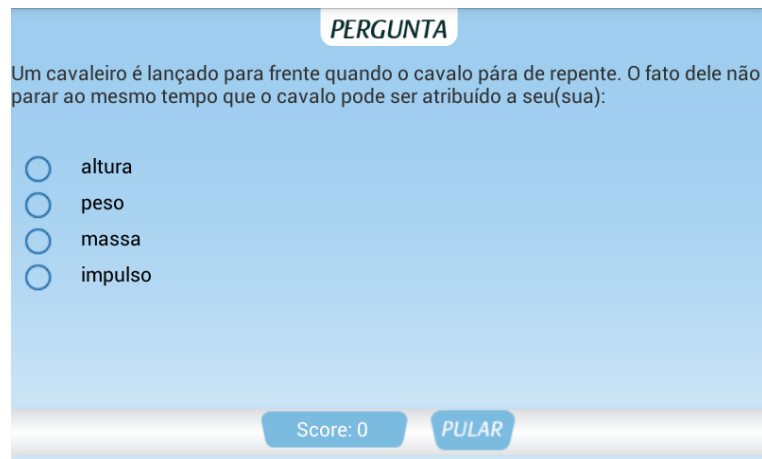 PERGUNTA
Um cavaleiro é lançado para frente quando o cavalo pára de repente. O fato dele não
parar ao mesmo tempo que o cavalo pode ser atribuído a seu(sua):
altura
peso
massa
impulso
Score: 0
PULAR